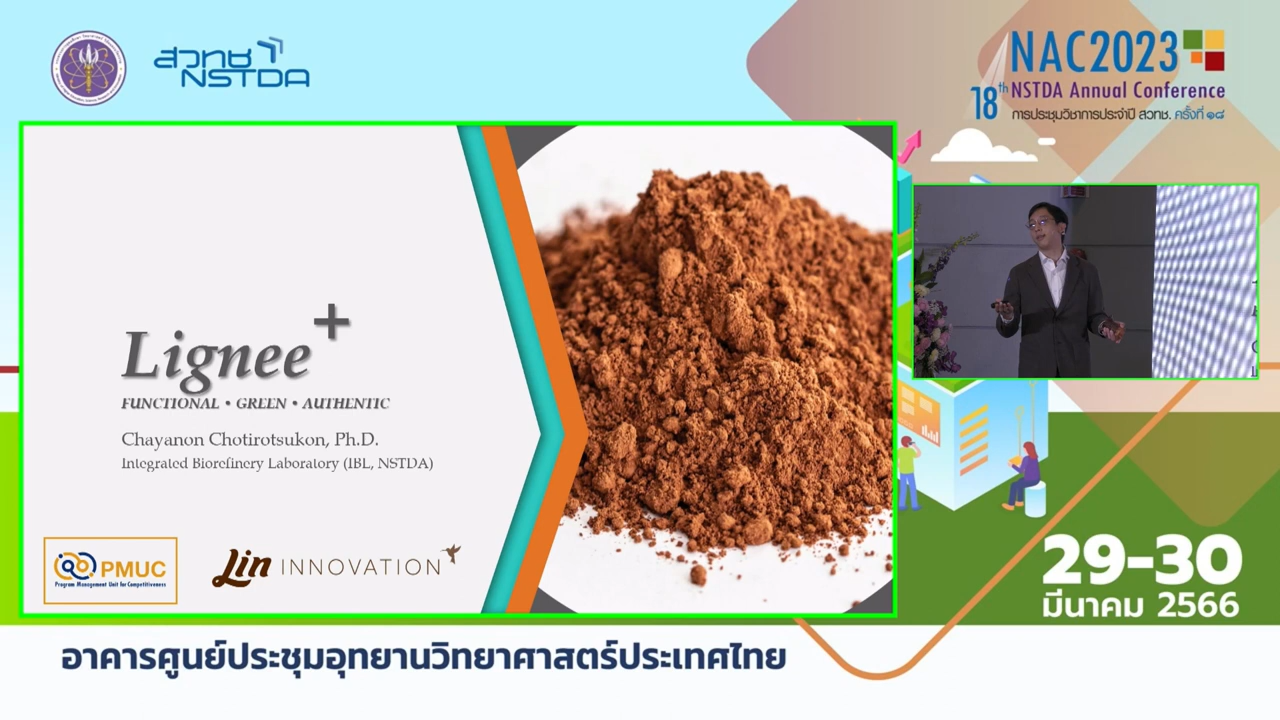 สวทช
NSTDA
NAC2023
18th NSTDA Annual Conference
การประชุมวิชาการประจำปี สวทช. ครั้งที่ ๑๘
Lignee+
FUNCTIONAL • GREEN • AUTHENTIC
Chayanon Chotirotsukon, Ph.D.
Integrated Biorefinery Laboratory (IBL, NSTDA)
PMUC
Program Management Unit for Competitiveness
Lin INNOVATION
29-30
มีนาคม 2566
อาคารศูนย์ประชุมอุทยานวิทยาศาสตร์ประเทศไทย